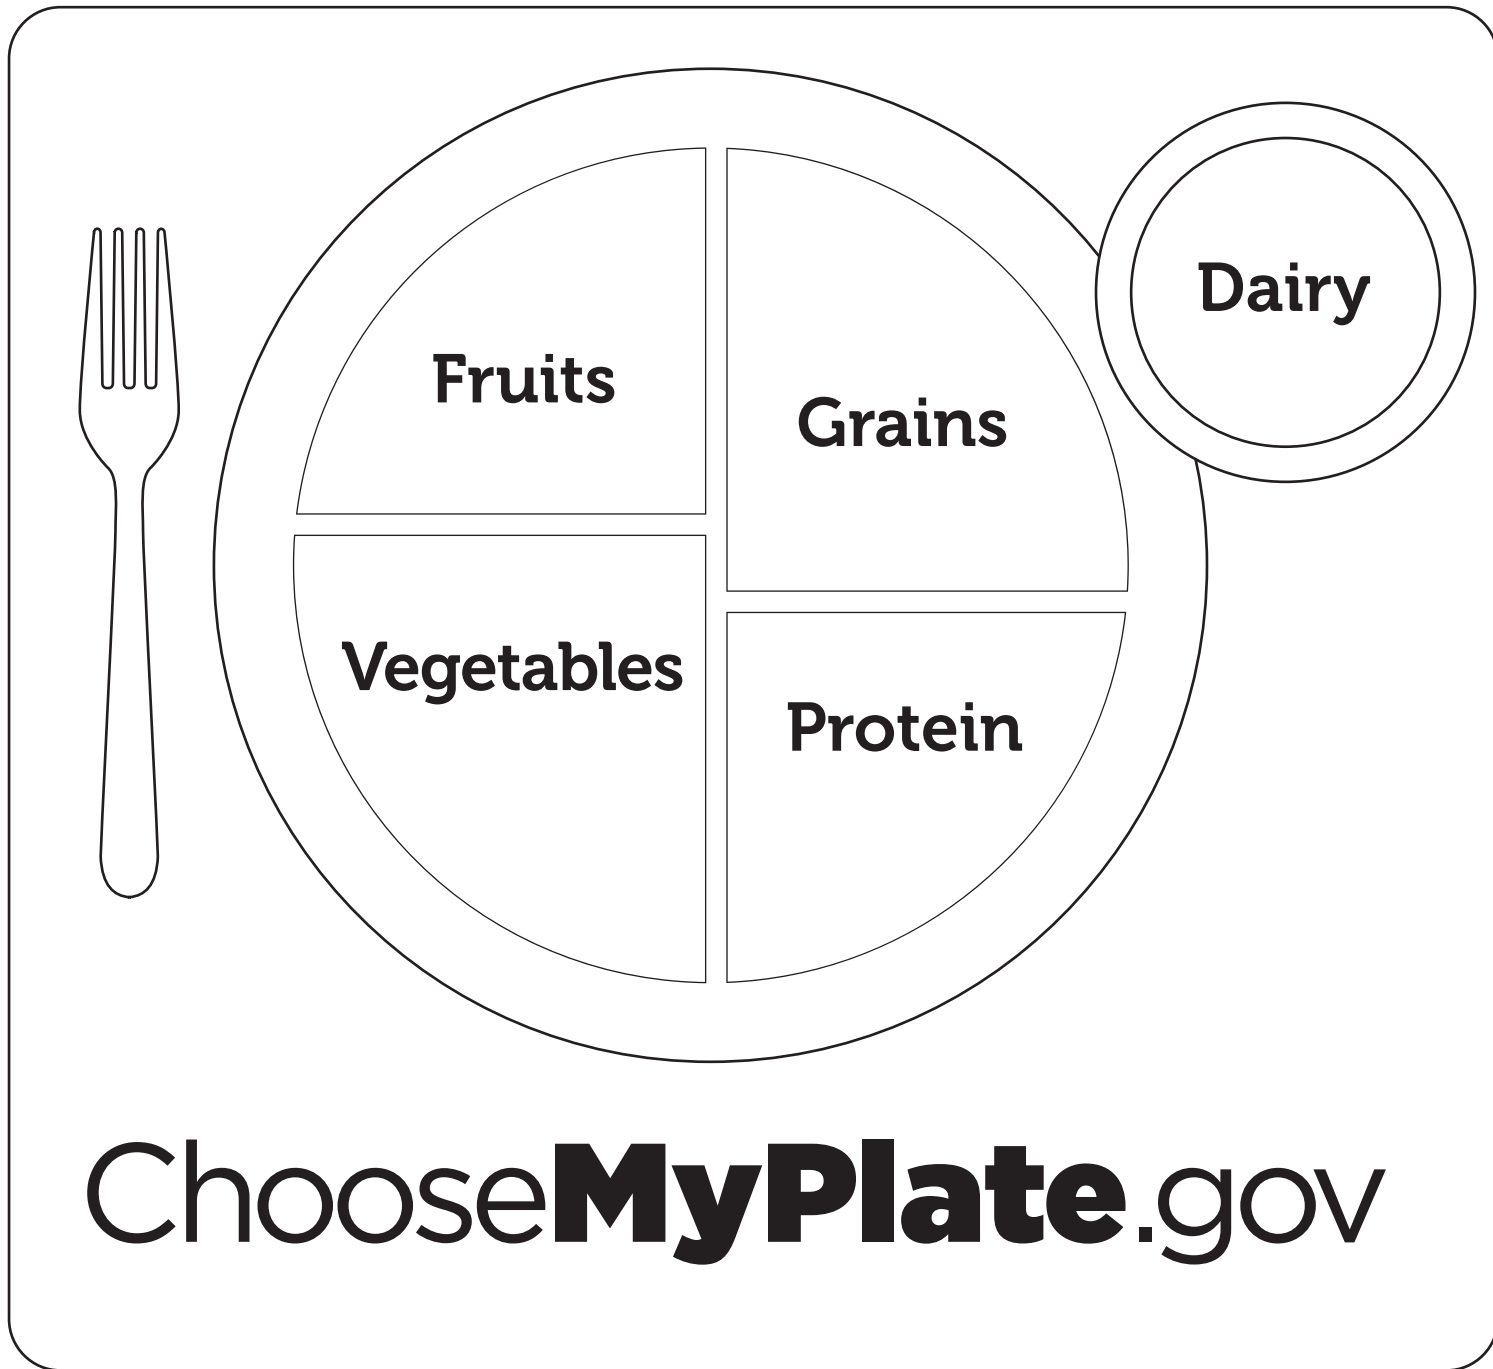 Dairy
Fruits
Grains
Vegetables
Protein
ChooseMyPlate.gov